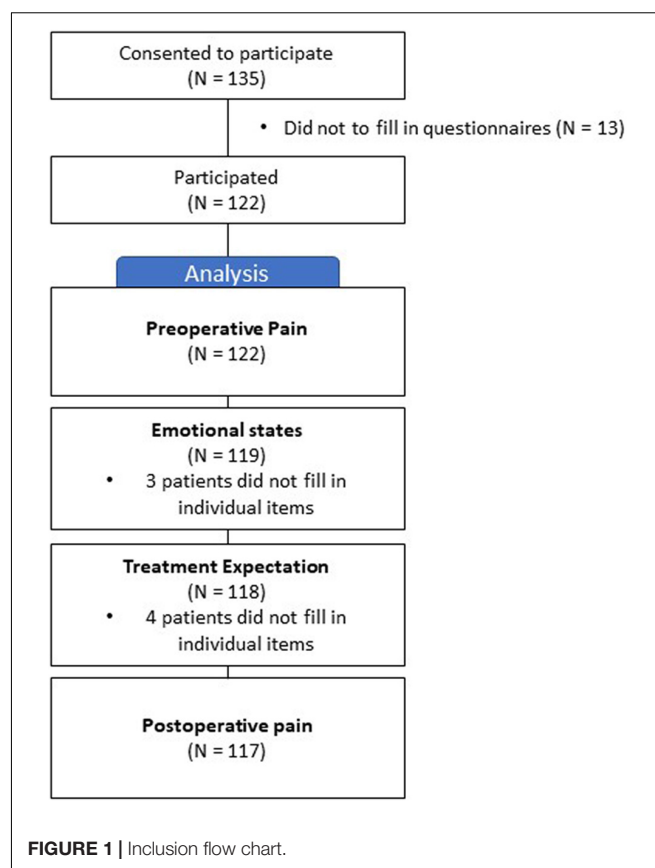 Consented to participate
(N = 135)
• Did not to fill in questionnaires (N = 13)
Participated
(N = 122)
Analysis
Preoperative Pain
(N = 122)
Emotional states
(N = 119)
• 3 patients did not fill in
individual items
Treatment Expectation
(N = 118)
• 4 patients did not fill in
individual items
Postoperative pain
(N = 117)
FIGURE 1 | Inclusion flow chart.